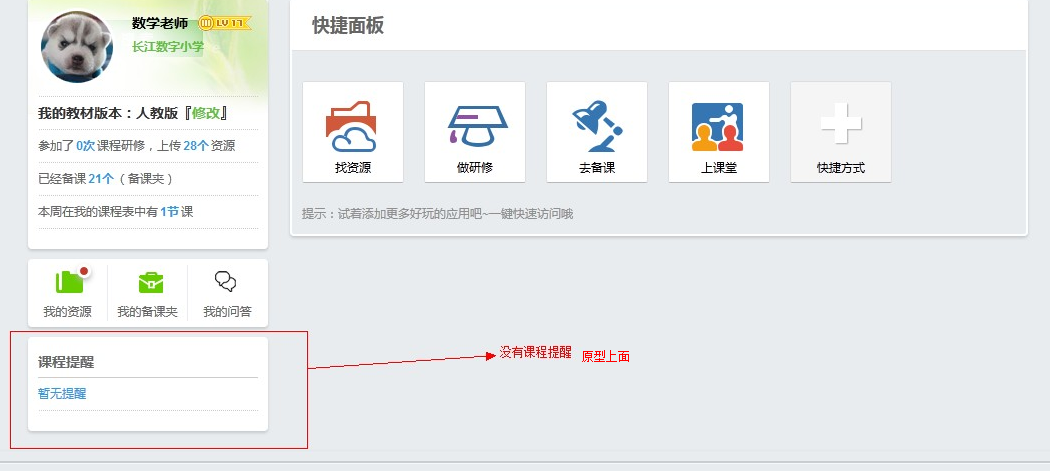 数学老师 LV 17
长江数字小学
我的教材版本：人教版『修改』
参加了0次课程研修，上传28个资源
已经备课21个（备课夹）
本周在我的课程表中有1节课
我的资源 我的备课夹 我的问答
课程提醒
暂无提醒
快捷面板
找资源 做研修 去备课 上课堂 快捷方式
提示：试着添加更多好玩的应用吧~一键快速访问哦
没有课程提醒 原型上面